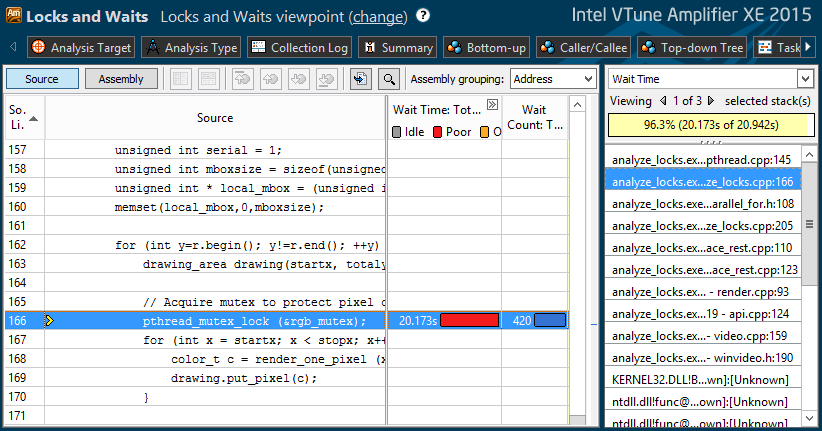 Am Locks and Waits Locks and Waits viewpoint (change) ? Intel VTune Amplifier XE 2015
Analysis Target Analysis Type Collection Log Summary Bottom-up Caller/Callee Top-down Tree Task
Source Assembly Assembly grouping: Address
So. Li. Source Wait Time: Tot... Wait Count: T...
Idle Poor O
157 unsigned int serial = 1;
158 unsigned int mboxsize = sizeof(unsigned
159 unsigned int * local_mbox = (unsigned i
160 memset(local_mbox,0,mboxsize);
161
162 for (int y=r.begin(); y!=r.end(); ++y)
163 drawing_area drawing(startx, totaly
164
165 // Acquire mutex to protect pixel c
166 pthread_mutex_lock (&rgb_mutex); 20.173s 420
167 for (int x = startx; x < stopx; x++
168 color_t c = render_one_pixel (x
169 drawing.put_pixel(c);
170 }
171
Wait Time
Viewing 1 of 3 selected stack(s)
96.3% (20.173s of 20.942s)
analyze_locks.ex...pthread.cpp:145
analyze_locks.ex...ze_locks.cpp:166
analyze_locks.exe...arallel_for.h:108
analyze_locks.ex...ze_locks.cpp:205
analyze_locks.ex...ace_rest.cpp:110
analyze_locks.exe...ace_rest.cpp:123
analyze_locks.ex... - render.cpp:93
analyze_locks.ex...19 - api.cpp:124
analyze_locks.ex...- video.cpp:159
analyze_locks.ex...- winvideo.h:190
KERNEL32.DLL!B...own]:[Unknown]
ntdll.dll!func@...own]:[Unknown]
ntdll.dll!func@...own]:[Unknown]